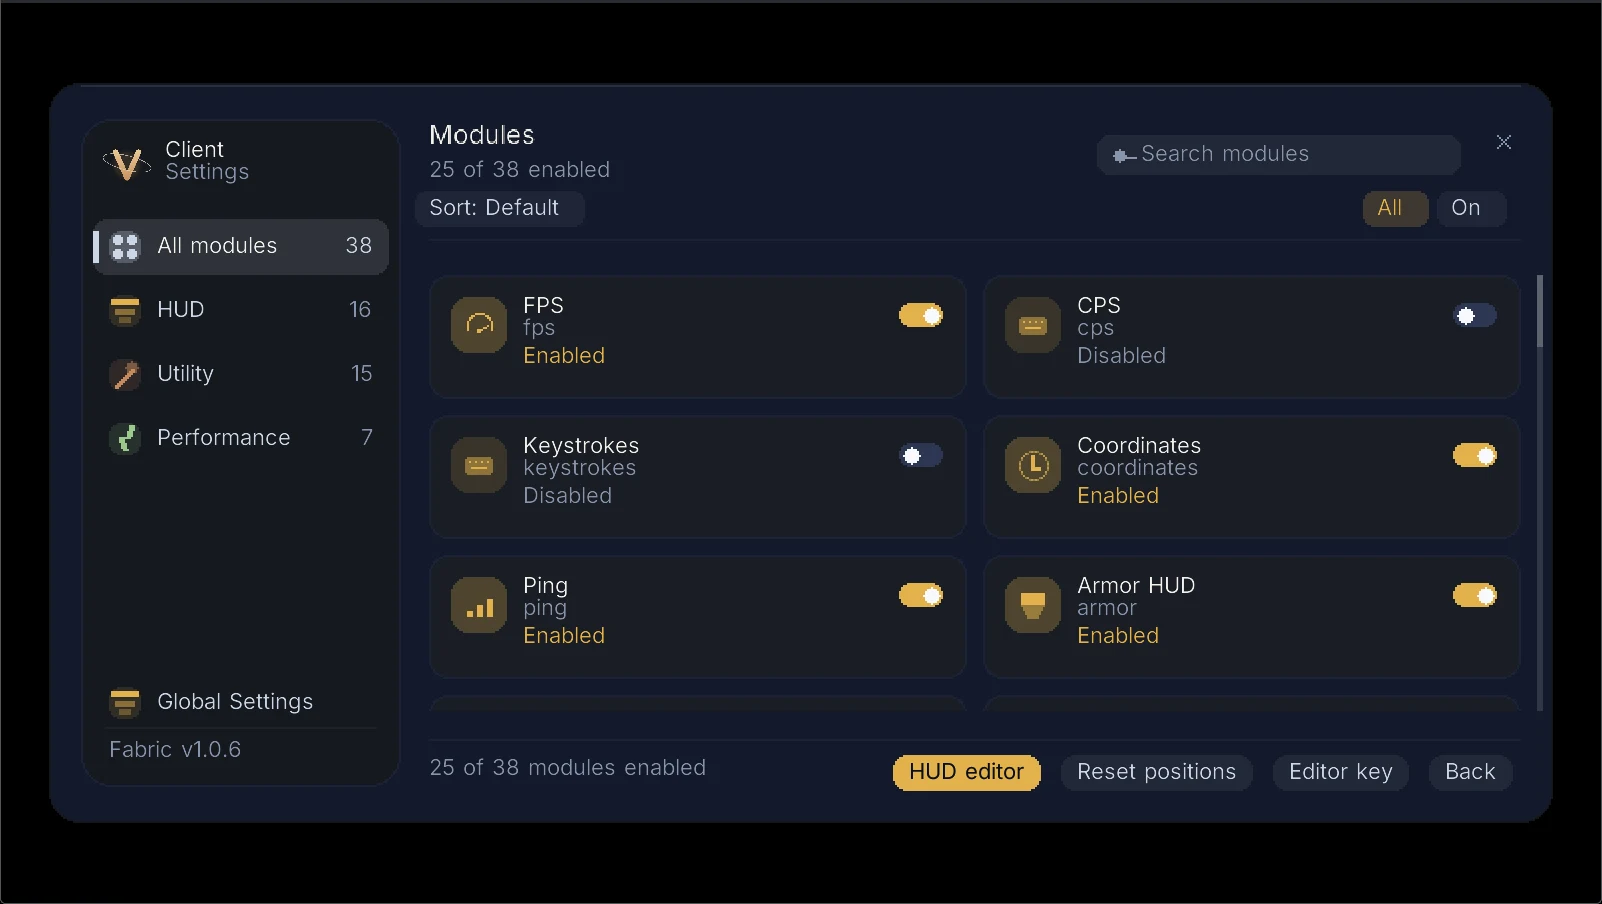 Client
Settings
All modules 38
HUD 16
Utility 15
Performance 7
Global Settings
Fabric v1.0.6
Modules
25 of 38 enabled
Search modules
Sort: Default
All
On
FPS
fps
Enabled
CPS
cps
Disabled
Keystrokes
keystrokes
Disabled
Coordinates
coordinates
Enabled
Ping
ping
Enabled
Armor HUD
armor
Enabled
25 of 38 modules enabled
HUD editor
Reset positions
Editor key
Back